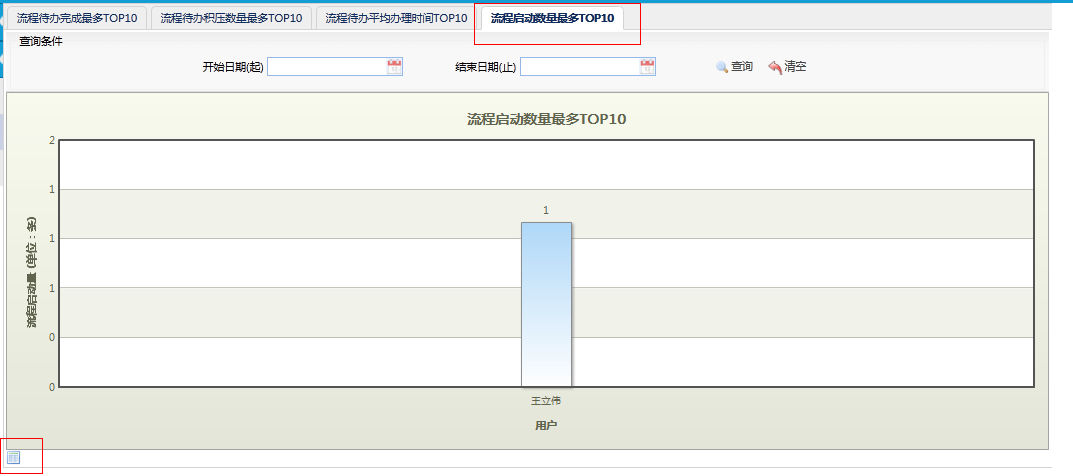 流程待办完成最多TOP10 流程待办积压数量最多TOP10 流程待办平均办理时间TOP10 流程启动数量最多TOP10
查询条件
开始日期(起) 结束日期(止) 查询 清空
流程启动数量最多TOP10
2
1
1
1
0
0
流程启动量 (单位：条)
1
王立伟
用户